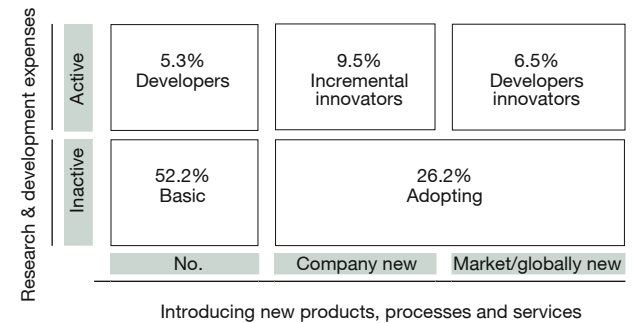 Research & development expenses
Active
5.3%
Developers
9.5%
Incremental
innovators
6.5%
Developers
innovators
Inactive
52.2%
Basic
26.2%
Adopting
No.
Company new
Market/globally new
Introducing new products, processes and services